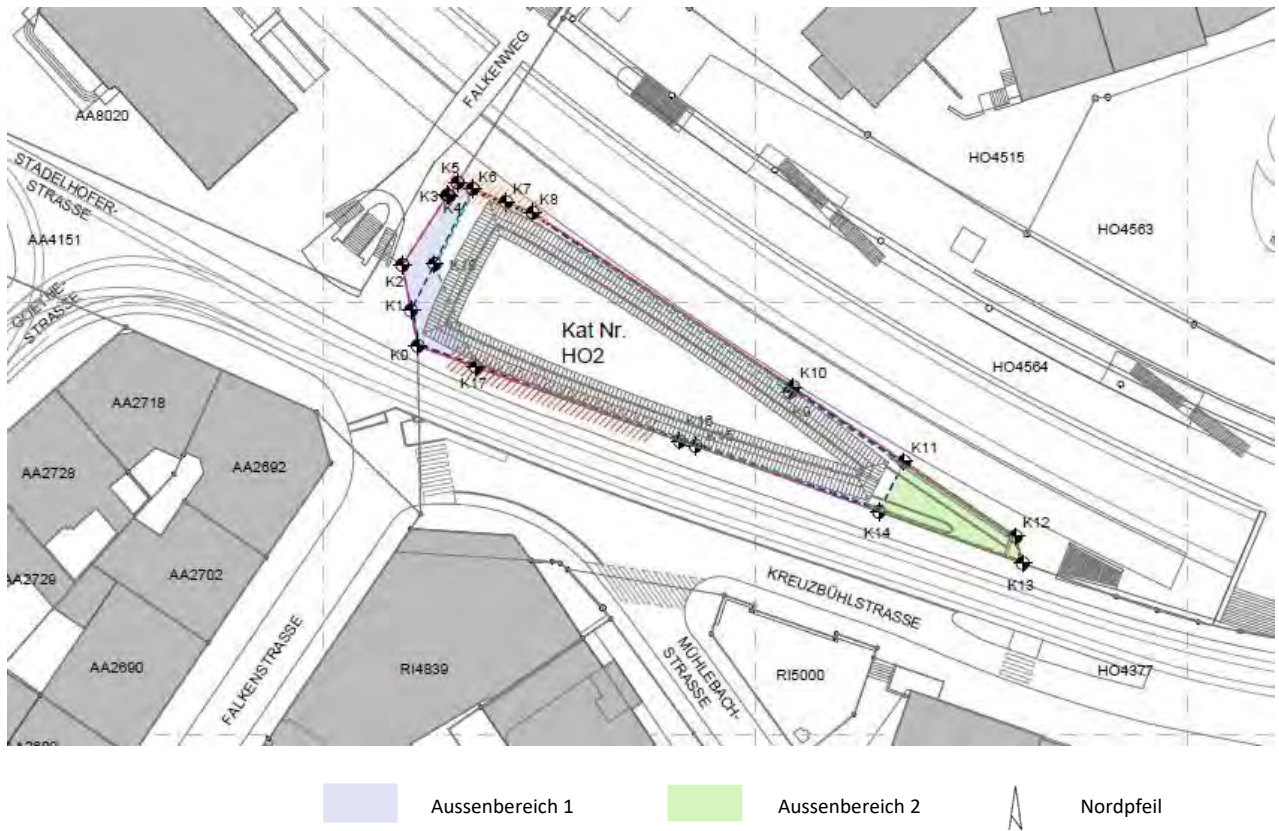 FALKENWEG
AA8020
STADELHOFER-
STRASSE
AA4151
HO4515
HO4563
K5
K6
K3
K4
K7
K8
K2
K1
K0
Kat Nr.
HO2
K10
HO4564
K17
K16
K11
AA2718
AA2692
AA2728
K14
K12
K13
AA2702
AA2690
FALKENSTRASSE
RI4839
MÜHLEBACH-
STRASSE
KREUZBÜHLSTRASSE
RI5000
HO4377
Aussenbereich 1
Aussenbereich 2
Nordpfeil